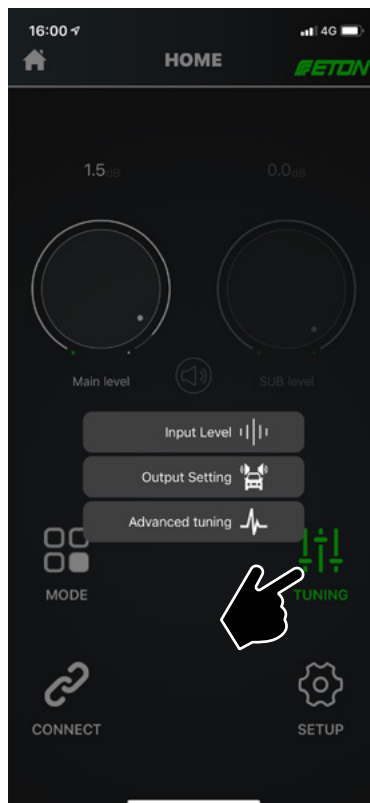 16:00 4G
HOME ETON
1.5dB 0.0dB
Main level SUB level
Input Level
Output Setting
Advanced tuning
MODE TUNING
CONNECT SETUP